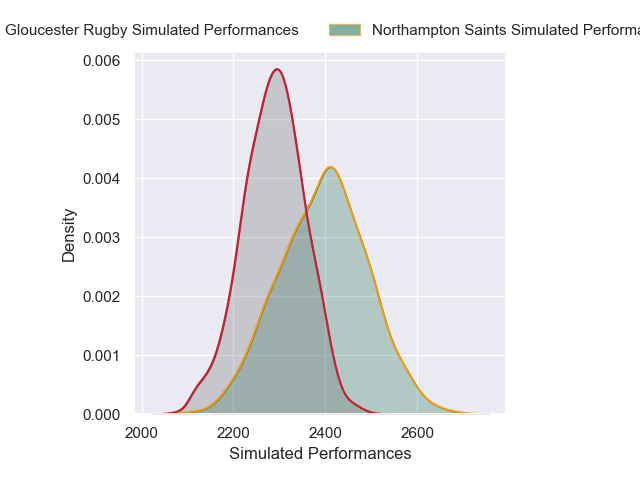 Gloucester Rugby Simulated Performances
Northampton Saints Simulated Performa
0.006
0.005
0.004
0.003
0.002
0.001
0.000
Density
2000
2200
2400
2600
Simulated Performances